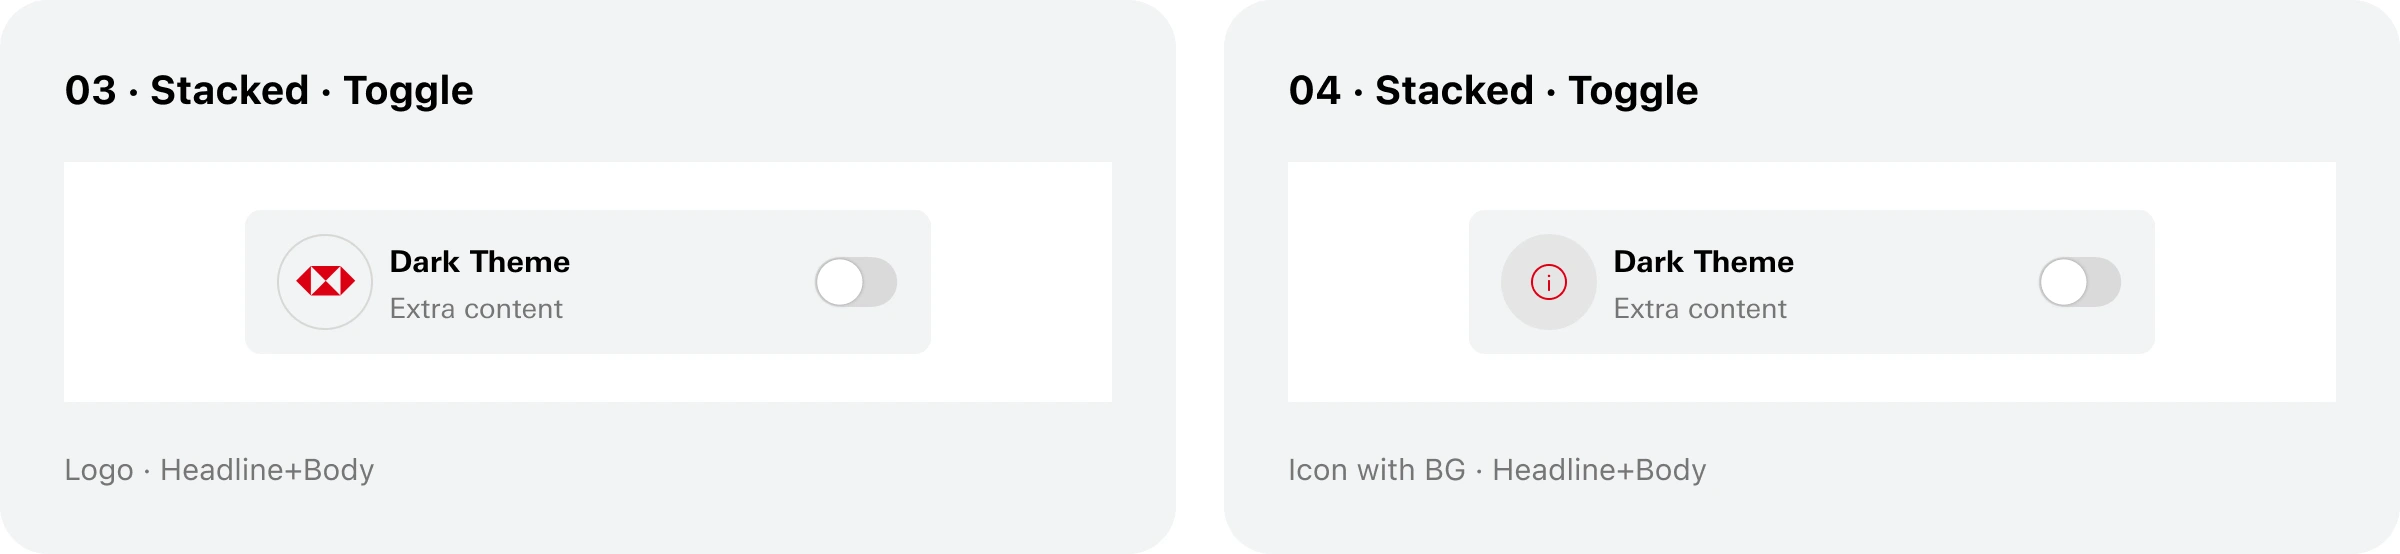 03 · Stacked · Toggle
Dark Theme
Extra content
Logo · Headline+Body
04 · Stacked · Toggle
i
Dark Theme
Extra content
Icon with BG · Headline+Body